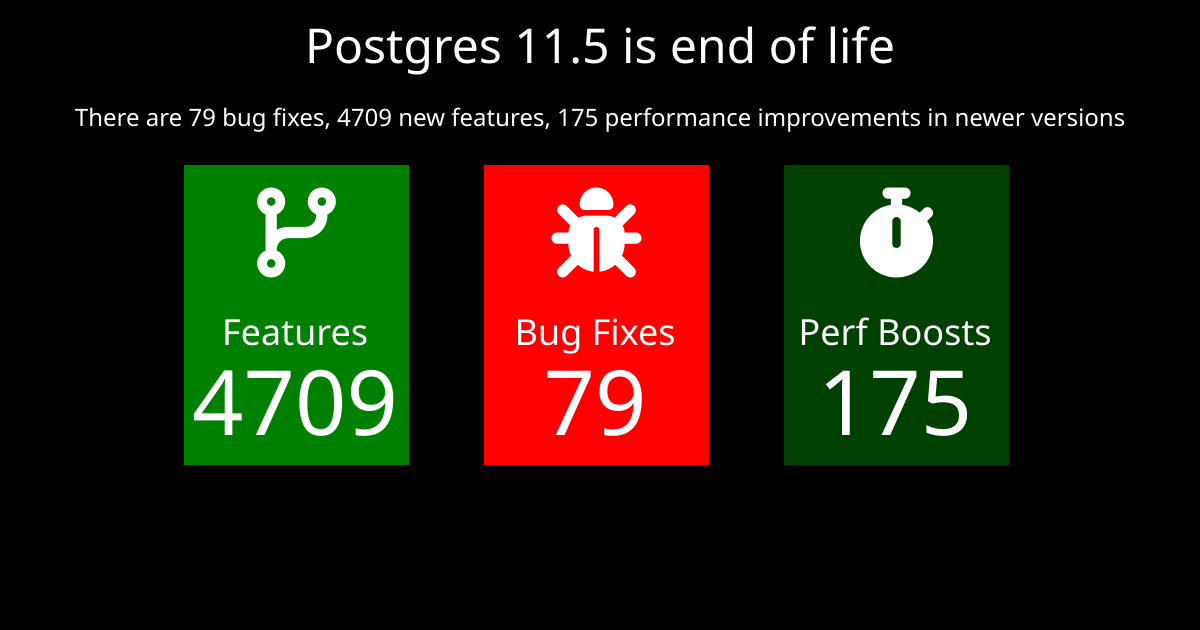 Postgres 11.5 is end of life
There are 79 bug fixes, 4709 new features, 175 performance improvements in newer versions
Features
4709
Bug Fixes
79
Perf Boosts
175